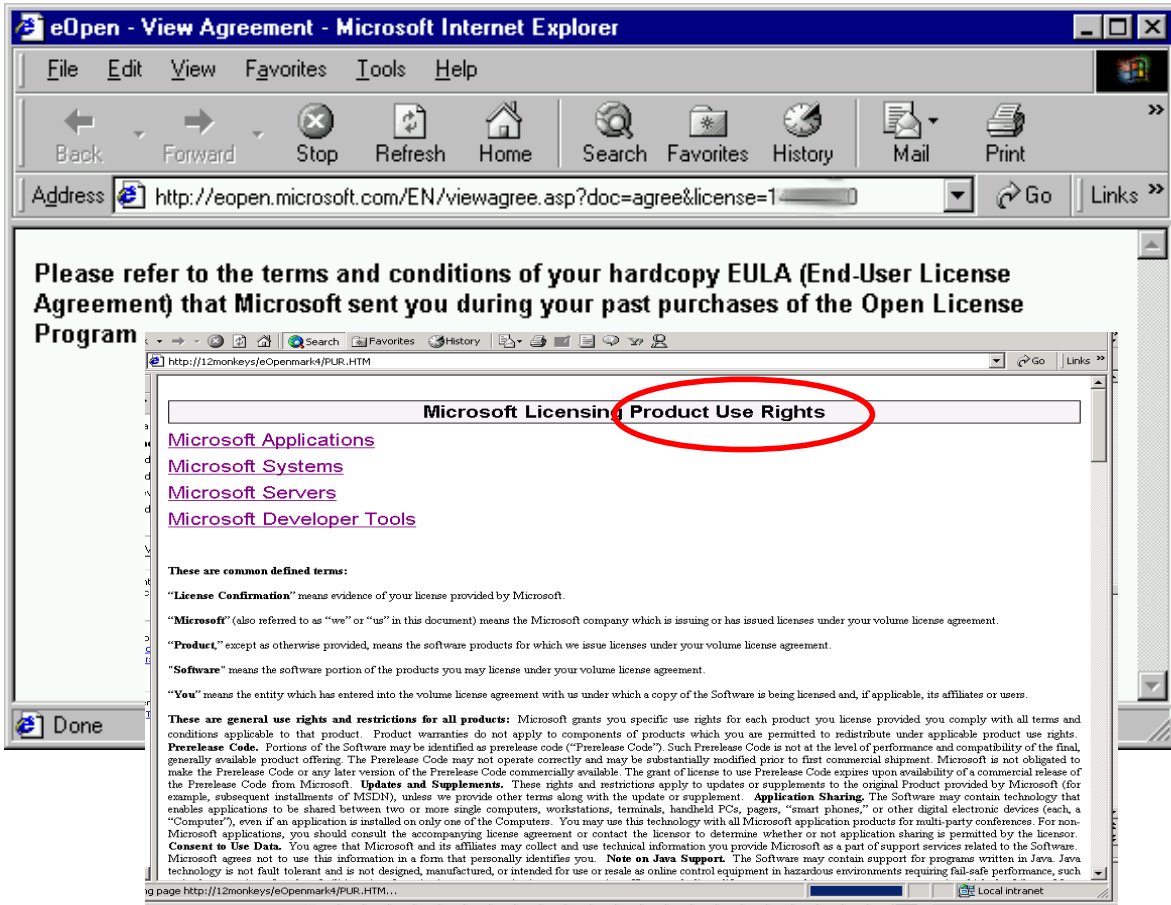 eOpen - View Agreement - Microsoft Internet Explorer
File Edit View Favorites Tools Help
Back Forward Stop Refresh Home Search Favorites History Mail Print »
Address http://eopen.microsoft.com/EN/viewagree.asp?doc=agree&license=1 Go Links »
Please refer to the terms and conditions of your hardcopy EULA (End-User License
Agreement) that Microsoft sent you during your past purchases of the Open License
Program
Search Favorites History
http://12monkeys/eOpenmark4/PUR.HTM Go Links »
Microsoft Licensing Product Use Rights
Microsoft Applications
Microsoft Systems
Microsoft Servers
Microsoft Developer Tools
These are common defined terms:
“License Confirmation” means evidence of your license provided by Microsoft.
“Microsoft” (also referred to as “we” or “us” in this document) means the Microsoft company which is issuing or has issued licenses under your volume license agreement.
“Product,” except as otherwise provided, means the software products for which we issue licenses under your volume license agreement.
"Software" means the software portion of the products you may license under your volume license agreement.
“You” means the entity which has entered into the volume license agreement with us under which a copy of the Software is being licensed and, if applicable, its affiliates or users.
These are general use rights and restrictions for all products: Microsoft grants you specific use rights for each product you license provided you comply with all terms and
conditions applicable to that product. Product warranties do not apply to components of products which you are permitted to redistribute under applicable product use rights.
Prerelease Code. Portions of the Software may be identified as prerelease code (“Prerelease Code”). Such Prerelease Code is not at the level of performance and compatibility of the final,
generally available product offering. The Prerelease Code may not operate correctly and may be substantially modified prior to first commercial shipment. Microsoft is not obligated to
make the Prerelease Code or any later version of the Prerelease Code commercially available. The grant of license to use Prerelease Code expires upon availability of a commercial release of
the Prerelease Code from Microsoft. Updates and Supplements. These rights and restrictions apply to updates or supplements to the original Product provided by Microsoft (for
example, subsequent installments of MSDN), unless we provide other terms along with the update or supplement. Application Sharing. The Software may contain technology that
enables applications to be shared between two or more single computers, workstations, terminals, handheld PCs, pagers, “smart phones,” or other digital electronic devices (each, a
“Computer”), even if an application is installed on only one of the Computers. You may use this technology with all Microsoft application products for multi-party conferences. For non-
Microsoft applications, you should consult the accompanying license agreement or contact the licensor to determine whether or not application sharing is permitted by the licensor.
Consent to Use Data. You agree that Microsoft and its affiliates may collect and use technical information you provide Microsoft as a part of support services related to the Software.
Microsoft agrees not to use this information in a form that personally identifies you. Note on Java Support. The Software may contain support for programs written in Java. Java
technology is not fault tolerant and is not designed, manufactured, or intended for use or resale as online control equipment in hazardous environments requiring fail-safe performance, such
Done
ng page http://12monkeys/eOpenmark4/PUR.HTM... Local intranet